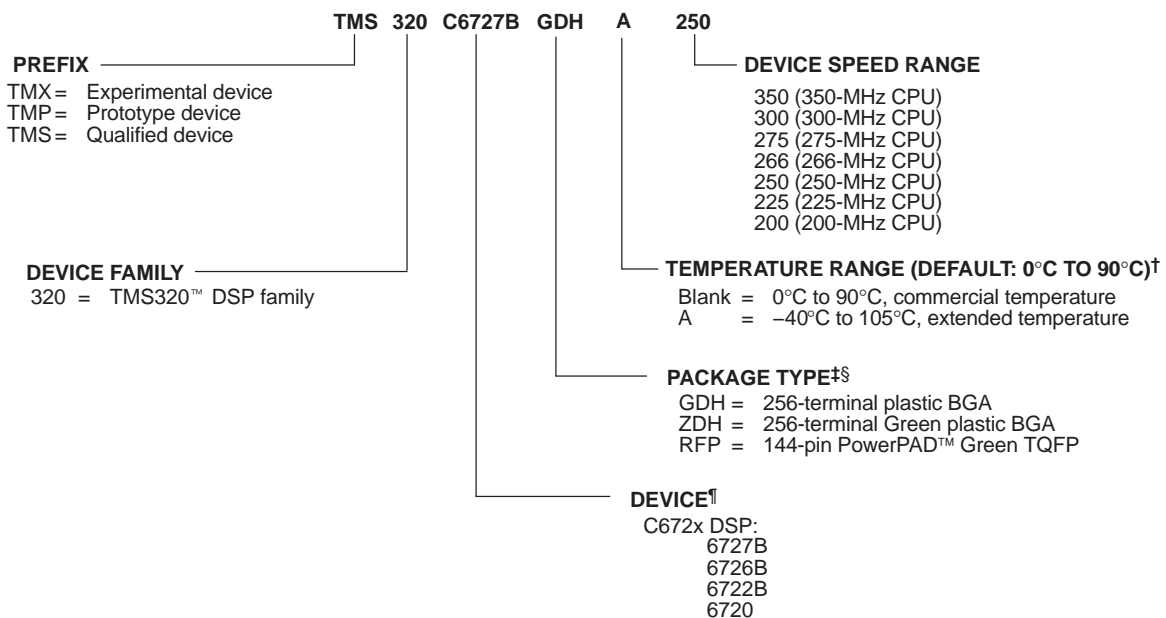 TMS 320 C6727B GDH A 250
PREFIX
TMX = Experimental device
TMP = Prototype device
TMS = Qualified device
DEVICE SPEED RANGE
350 (350-MHz CPU)
300 (300-MHz CPU)
275 (275-MHz CPU)
266 (266-MHz CPU)
250 (250-MHz CPU)
225 (225-MHz CPU)
200 (200-MHz CPU)
DEVICE FAMILY
320 = TMS320™ DSP family
TEMPERATURE RANGE (DEFAULT: 0°C TO 90°C)†
Blank = 0°C to 90°C, commercial temperature
A = −40°C to 105°C, extended temperature
PACKAGE TYPE‡§
GDH = 256-terminal plastic BGA
ZDH = 256-terminal Green plastic BGA
RFP = 144-pin PowerPAD™ Green TQFP
DEVICE¶
C672x DSP:
6727B
6726B
6722B
6720